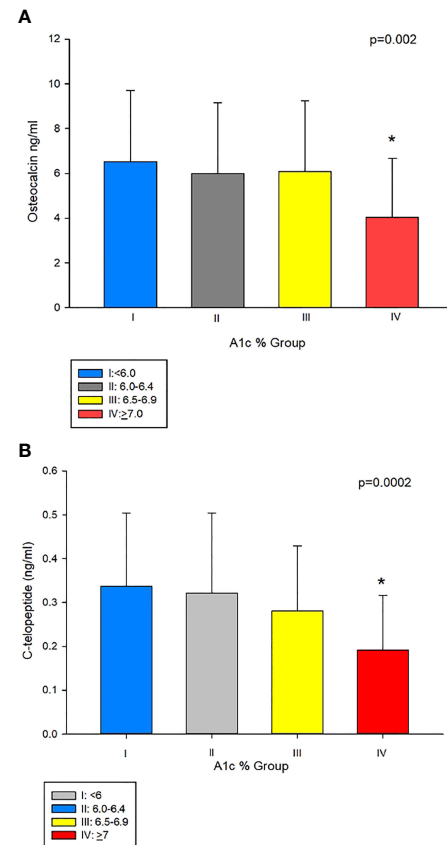 A
p=0.002
12
10
8
6
4
2
0
Osteocalcin ng/ml
*
I II III IV
A1c % Group
I:<6.0
II: 6.0-6.4
III: 6.5-6.9
IV:≥7.0
B
p=0.0002
0.6
0.5
0.4
0.3
0.2
0.1
0.0
C-telopeptide (ng/ml)
*
I II III IV
A1c % Group
I: <6
II: 6.0-6.4
III: 6.5-6.9
IV: ≥7